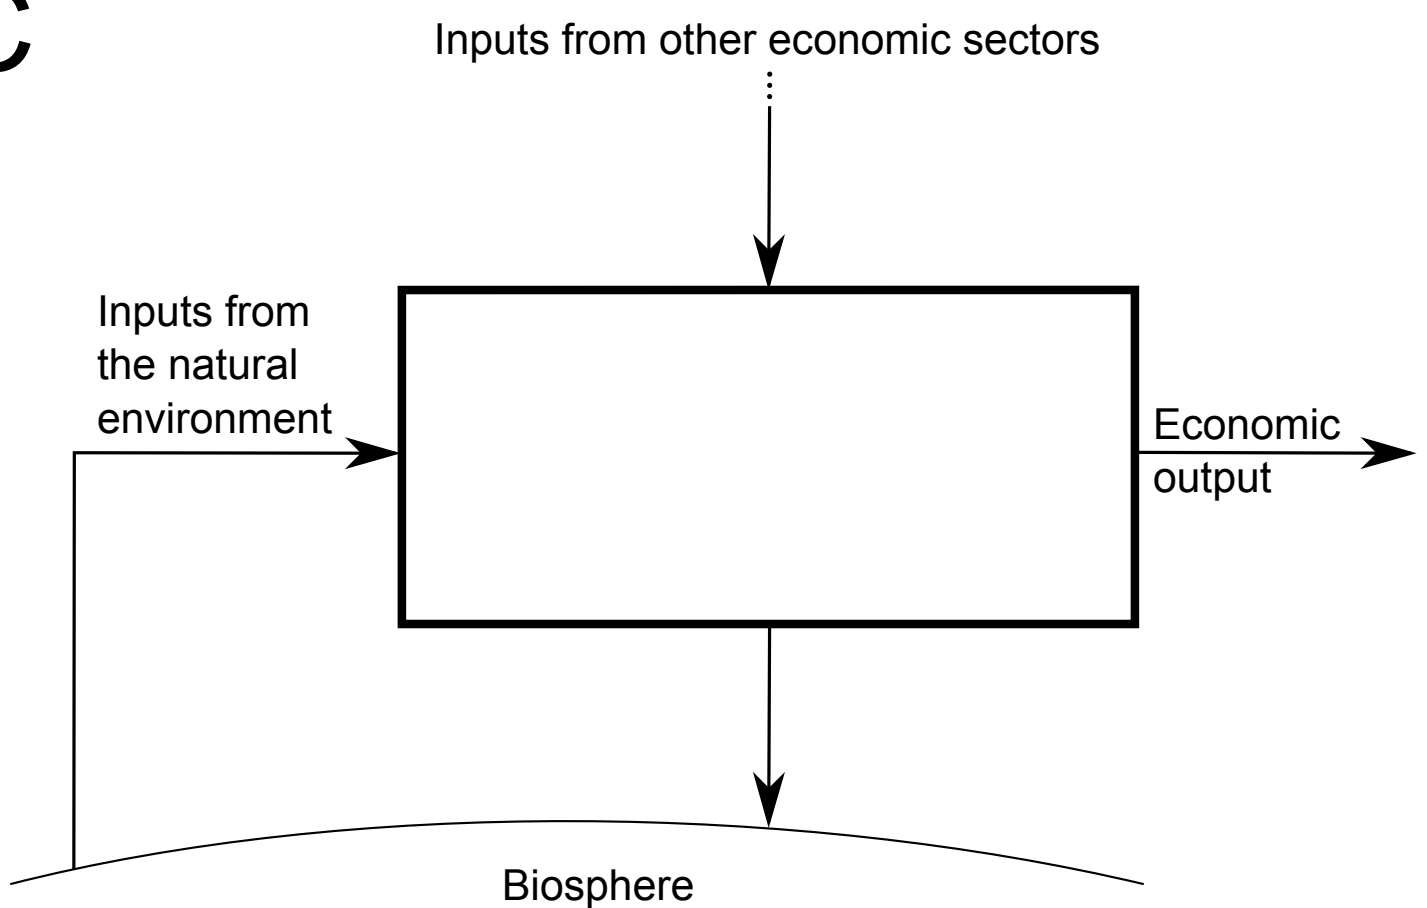 C
Inputs from other economic sectors
Inputs from
the natural
environment
Economic
output
Biosphere